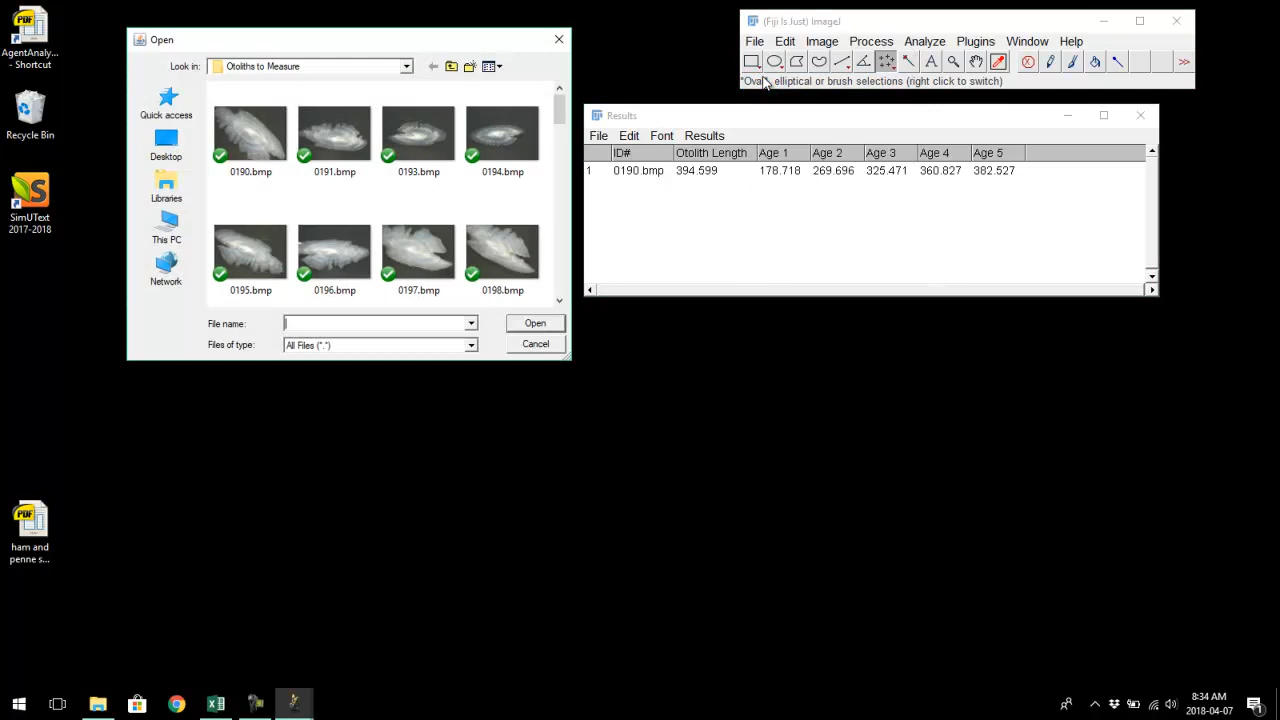 AgentAnaly...
- Shortcut
Recycle Bin
SimUText
2017-2018
ham and
penne s...
Open
Look in: Otoliths to Measure
Quick access
Desktop
Libraries
This PC
Network
0190.bmp 0191.bmp 0193.bmp 0194.bmp
0195.bmp 0196.bmp 0197.bmp 0198.bmp
File name: Open
Files of type: All Files (*.*) Cancel
(Fiji Is Just) ImageJ
File Edit Image Process Analyze Plugins Window Help
A >>
elliptical or brush selections (right click to switch)
Results
File Edit Font Results
ID# Otolith Length Age 1 Age 2 Age 3 Age 4 Age 5
1 0190.bmp 394.599 178.718 269.696 325.471 360.827 382.527
8:34 AM
2018-04-07
1